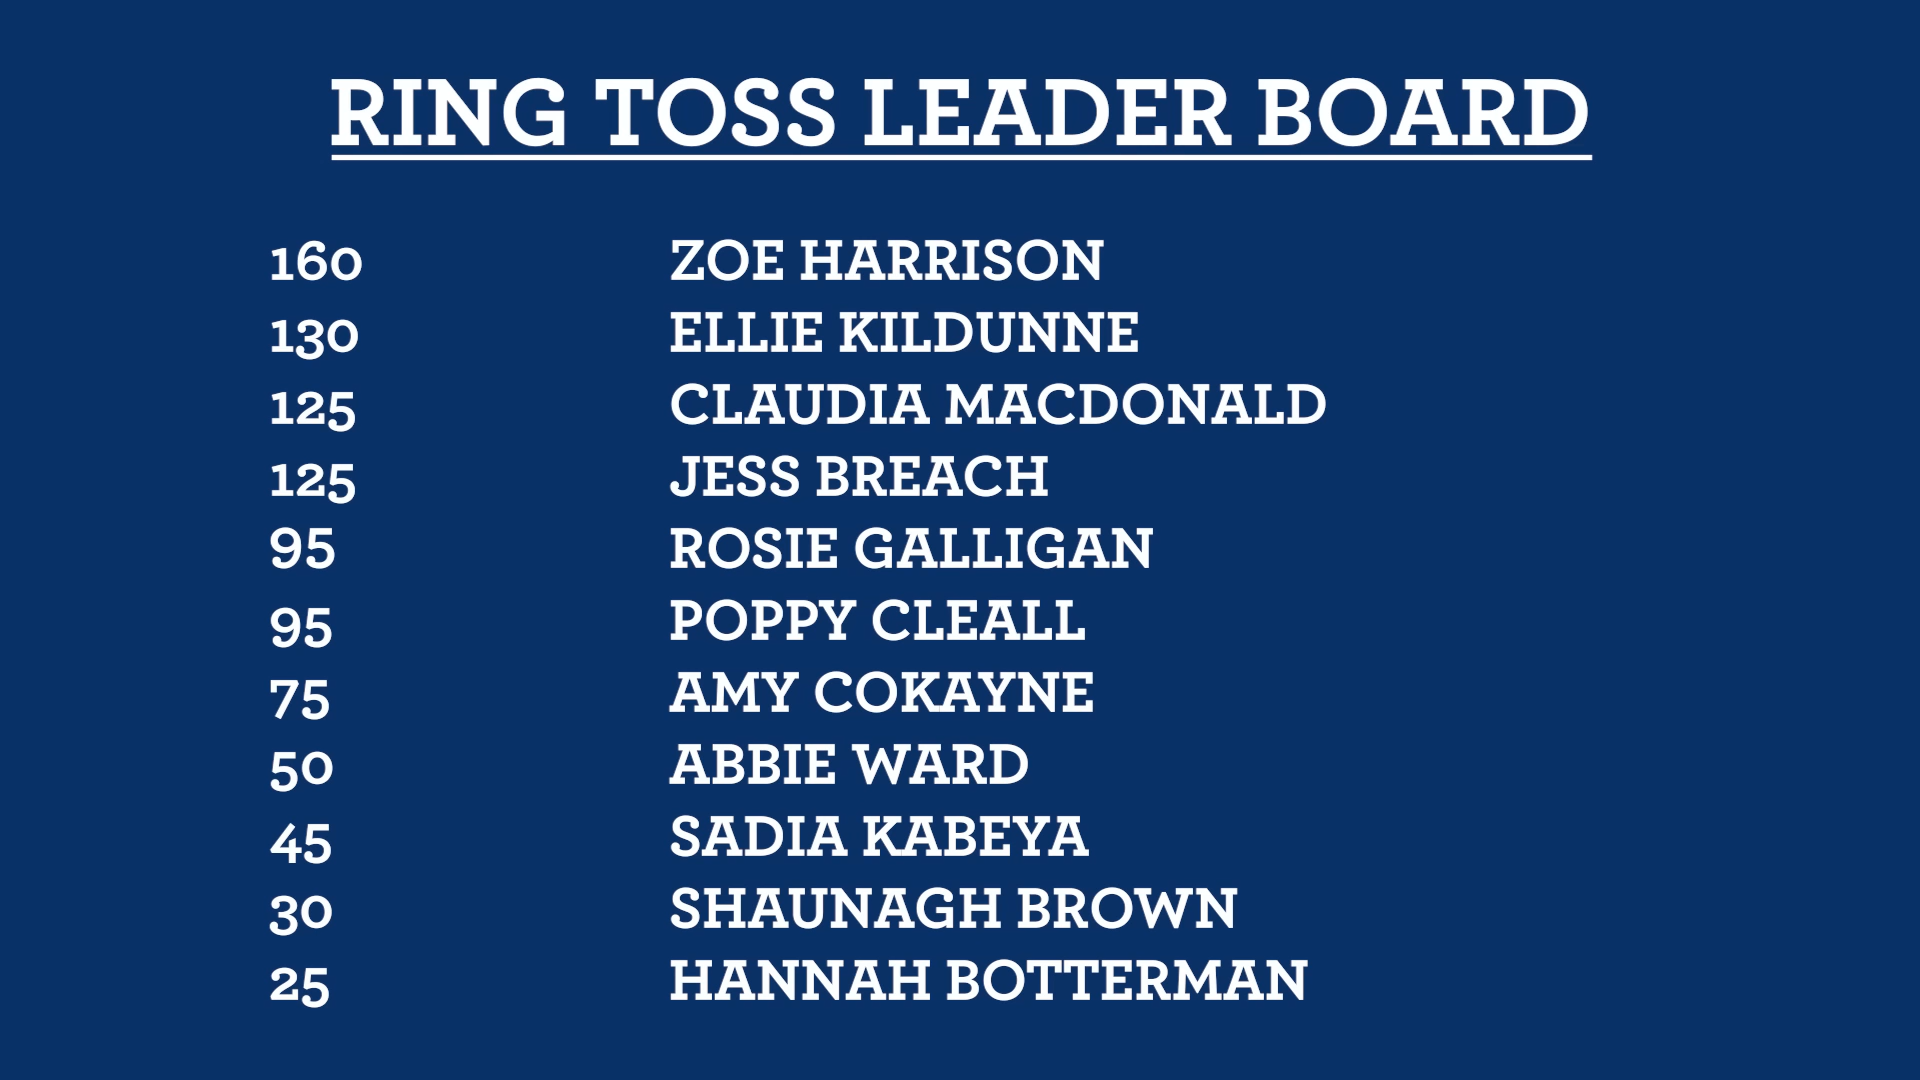 RING TOSS LEADER BOARD
160 ZOE HARRISON
130 ELLIE KILDUNNE
125 CLAUDIA MACDONALD
125 JESS BREACH
95 ROSIE GALLIGAN
95 POPPY CLEALL
75 AMY COKAYNE
50 ABBIE WARD
45 SADIA KABEYA
30 SHAUNAGH BROWN
25 HANNAH BOTTERMAN